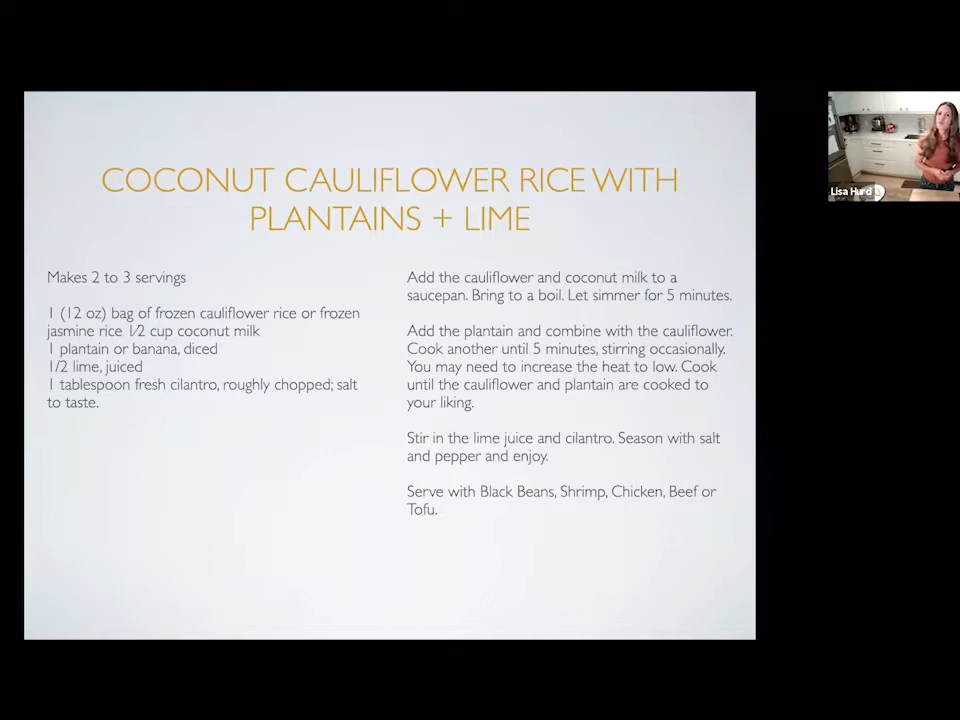 COCONUT CAULIFLOWER RICE WITH
PLANTAINS + LIME
Makes 2 to 3 servings
1 (12 oz) bag of frozen cauliflower rice or frozen
jasmine rice 1⁄2 cup coconut milk
1 plantain or banana, diced
1/2 lime, juiced
1 tablespoon fresh cilantro, roughly chopped; salt
to taste.
Add the cauliflower and coconut milk to a
saucepan. Bring to a boil. Let simmer for 5 minutes.
Add the plantain and combine with the cauliflower.
Cook another until 5 minutes, stirring occasionally.
You may need to increase the heat to low. Cook
until the cauliflower and plantain are cooked to
your liking.
Stir in the lime juice and cilantro. Season with salt
and pepper and enjoy.
Serve with Black Beans, Shrimp, Chicken, Beef or
Tofu.
Lisa Hurd